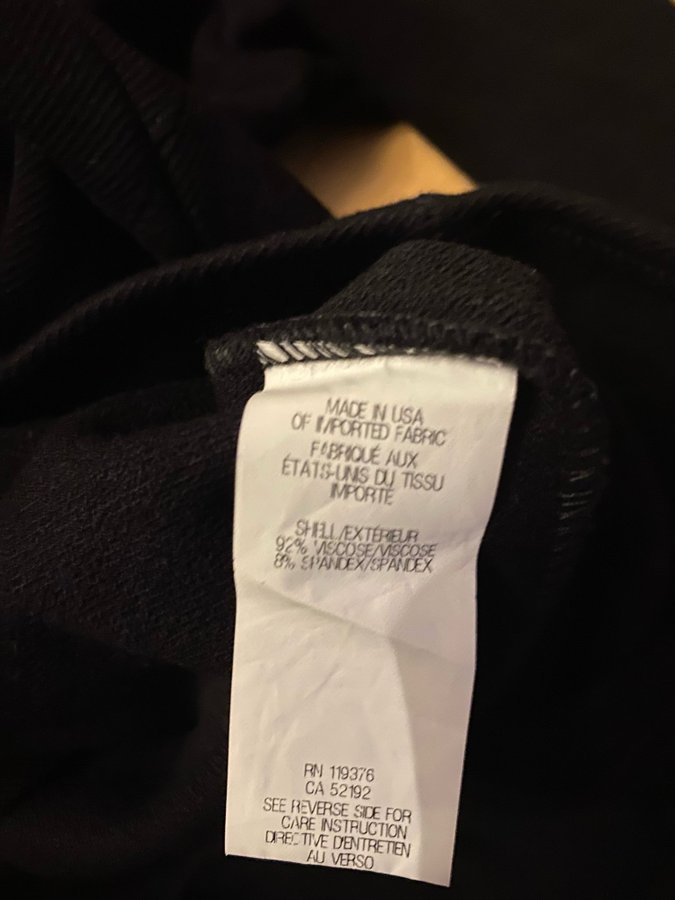 MADE IN USA
OF IMPORTED FABRIC
FABRIQUÉ AUX
ÉTATS-UNIS DU TISSU
IMPORTÉ
SHELL/EXTÉRIEUR
92% VISCOSE/VISCOSE
8% SPANDEX/SPANDEX
RN 119376
CA 52192
SEE REVERSE SIDE FOR
CARE INSTRUCTION
DIRECTIVE D'ENTRETIEN
AU VERSO